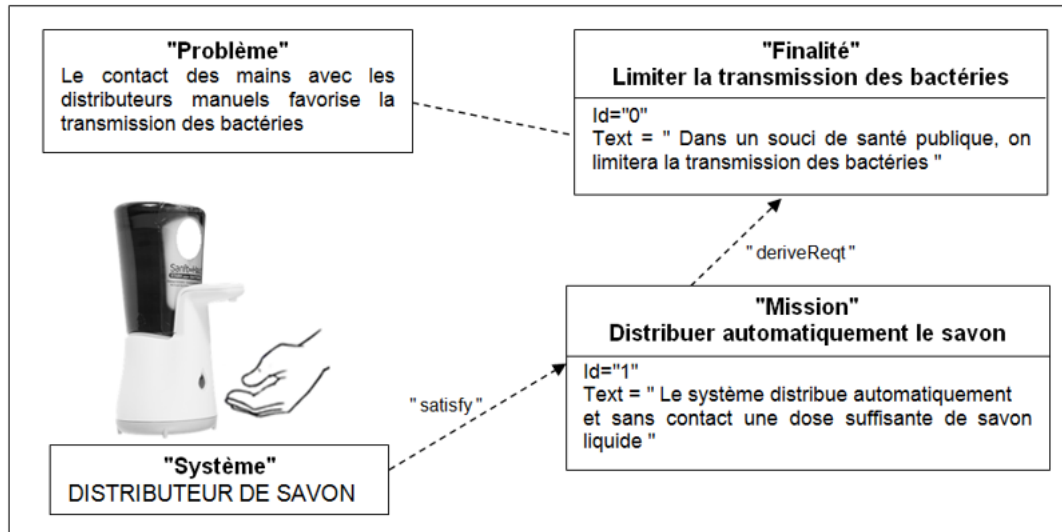 "Problème"
Le contact des mains avec les
distributeurs manuels favorise la
transmission des bactéries
"Finalité"
Limiter la transmission des bactéries
Id="0"
Text = " Dans un souci de santé publique, on
limitera la transmission des bactéries "
" deriveReqt "
"Mission"
Distribuer automatiquement le savon
Id="1"
Text = " Le système distribue automatiquement
et sans contact une dose suffisante de savon
liquide "
" satisfy "
"Système"
DISTRIBUTEUR DE SAVON